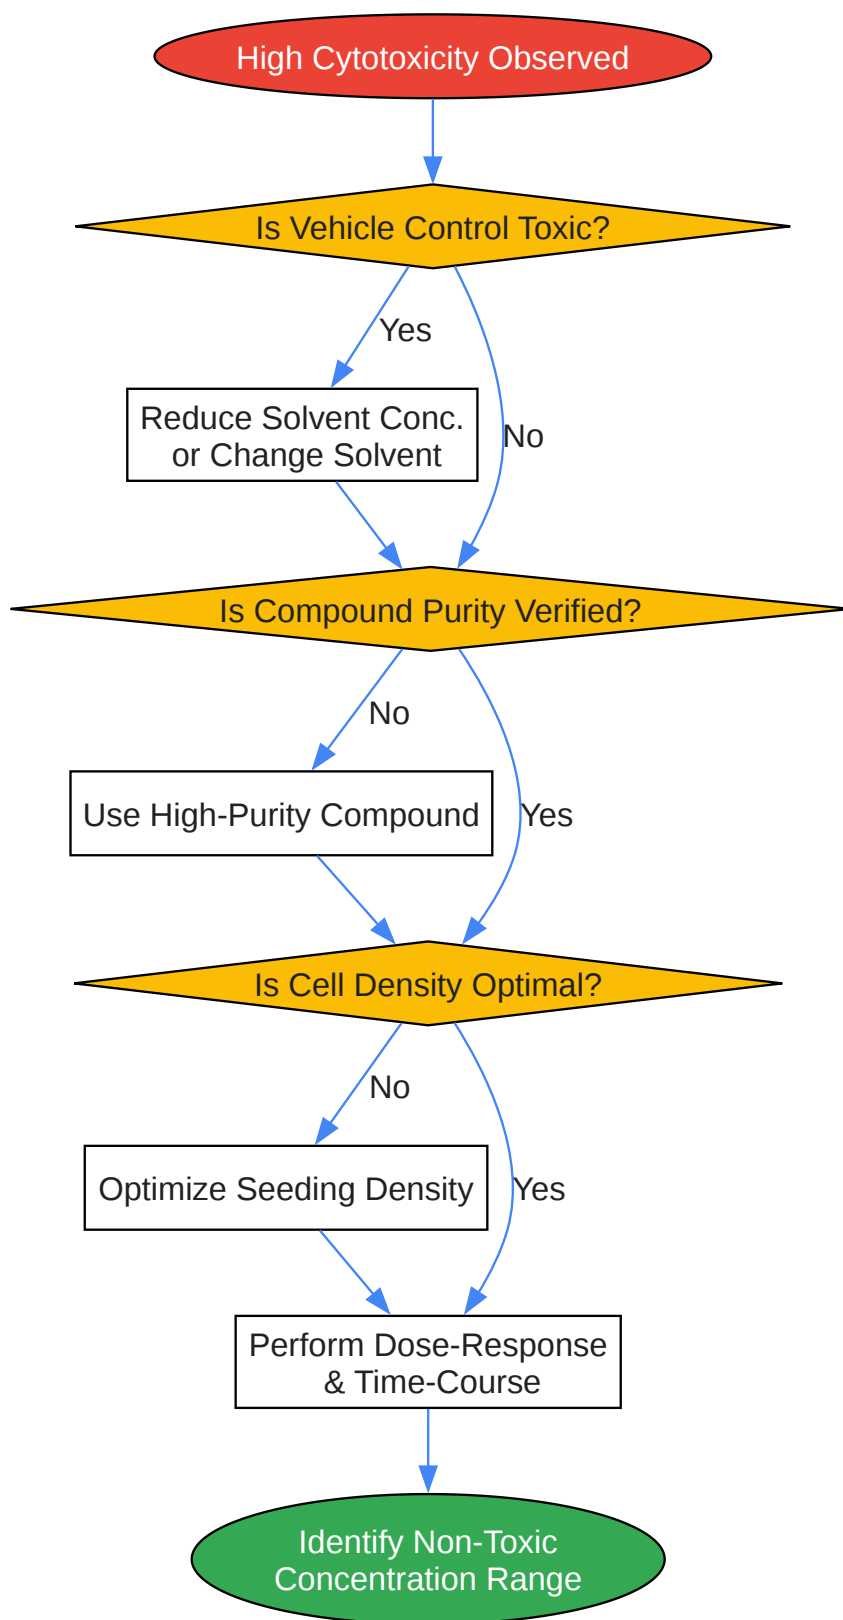 High Cytotoxicity Observed
Is Vehicle Control Toxic?
Yes
Reduce Solvent Conc.
or Change Solvent
No
Is Compound Purity Verified?
No
Use High-Purity Compound
Yes
Is Cell Density Optimal?
No
Optimize Seeding Density
Yes
Perform Dose-Response
& Time-Course
Identify Non-Toxic
Concentration Range